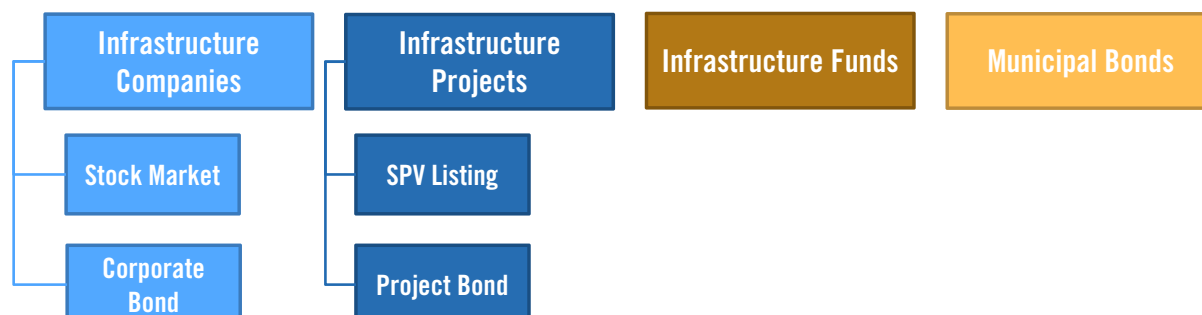 Infrastructure
Companies
Infrastructure
Projects
Infrastructure Funds
Municipal Bonds
Stock Market
SPV Listing
Corporate
Bond
Project Bond